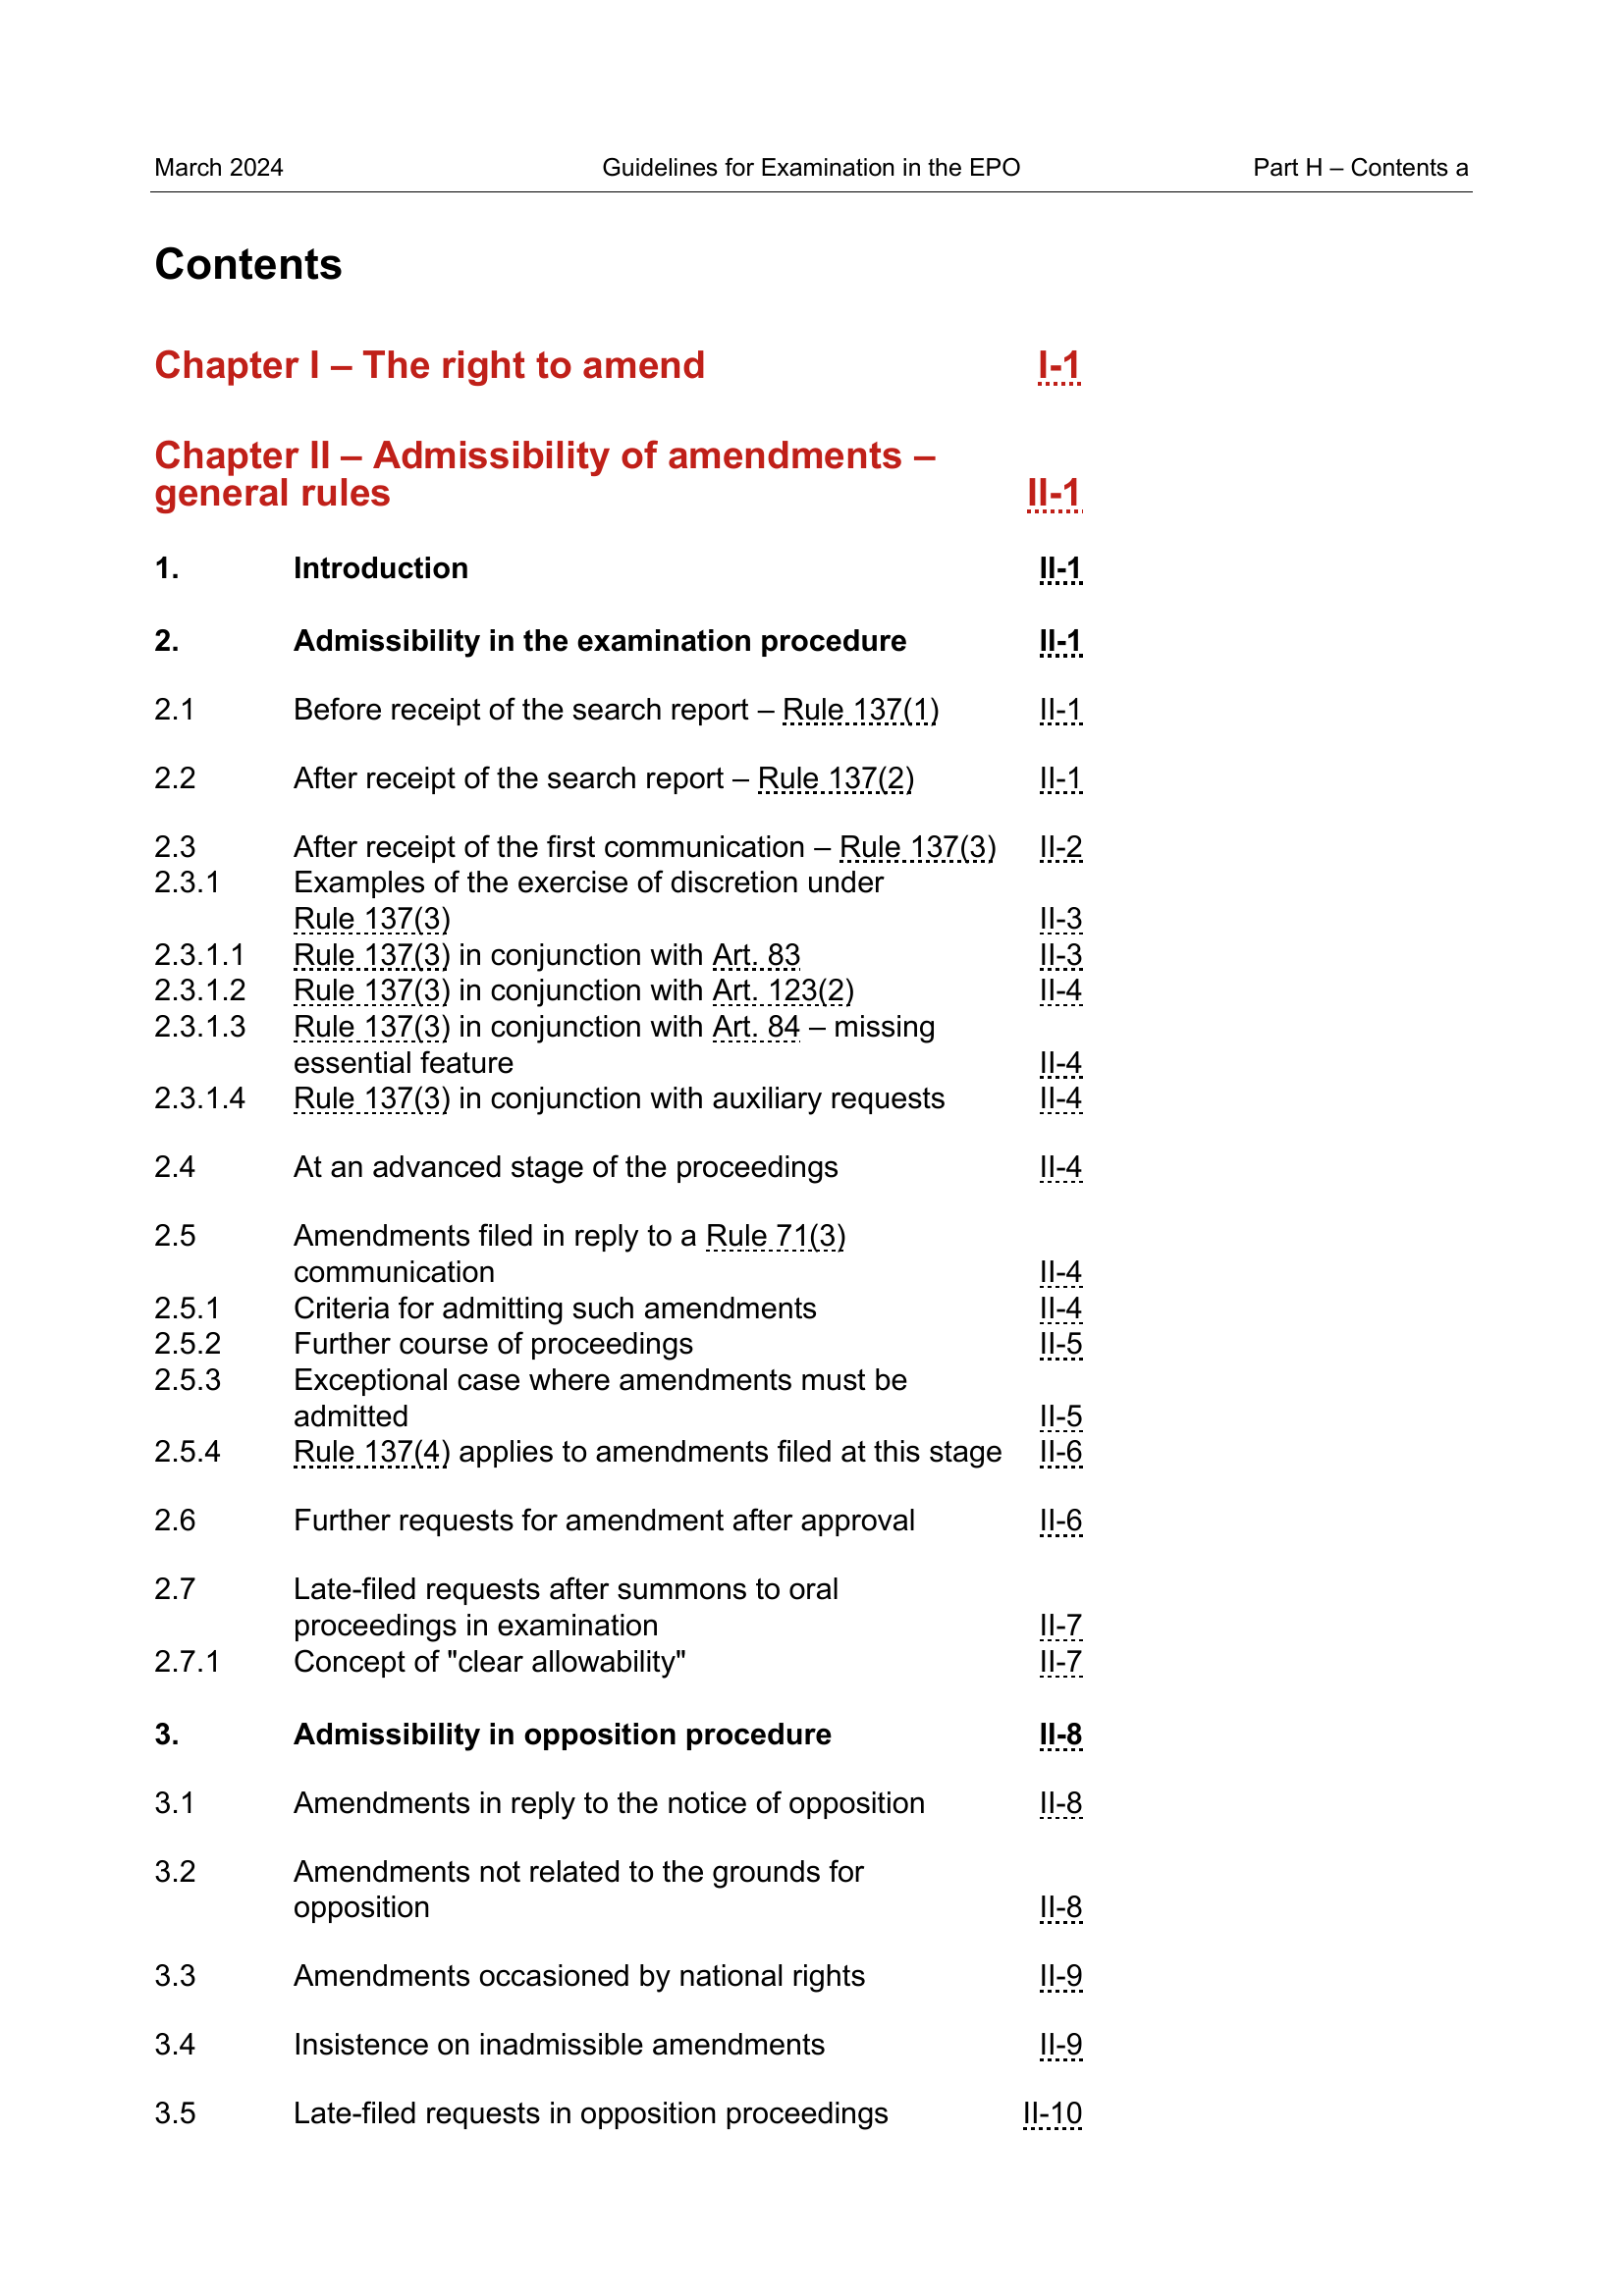 March 2024 Guidelines for Examination in the EPO Part H – Contents a
Contents
Chapter I – The right to amend I-1
Chapter II – Admissibility of amendments –
general rules II-1
1. Introduction II-1
2. Admissibility in the examination procedure II-1
2.1 Before receipt of the search report – Rule 137(1) II-1
2.2 After receipt of the search report – Rule 137(2) II-1
2.3 After receipt of the first communication – Rule 137(3) II-2
2.3.1 Examples of the exercise of discretion under
Rule 137(3) II-3
2.3.1.1 Rule 137(3) in conjunction with Art. 83 II-3
2.3.1.2 Rule 137(3) in conjunction with Art. 123(2) II-4
2.3.1.3 Rule 137(3) in conjunction with Art. 84 – missing
essential feature II-4
2.3.1.4 Rule 137(3) in conjunction with auxiliary requests II-4
2.4 At an advanced stage of the proceedings II-4
2.5 Amendments filed in reply to a Rule 71(3)
communication II-4
2.5.1 Criteria for admitting such amendments II-4
2.5.2 Further course of proceedings II-5
2.5.3 Exceptional case where amendments must be
admitted II-5
2.5.4 Rule 137(4) applies to amendments filed at this stage II-6
2.6 Further requests for amendment after approval II-6
2.7 Late-filed requests after summons to oral
proceedings in examination II-7
2.7.1 Concept of "clear allowability" II-7
3. Admissibility in opposition procedure II-8
3.1 Amendments in reply to the notice of opposition II-8
3.2 Amendments not related to the grounds for
opposition II-8
3.3 Amendments occasioned by national rights II-9
3.4 Insistence on inadmissible amendments II-9
3.5 Late-filed requests in opposition proceedings II-10